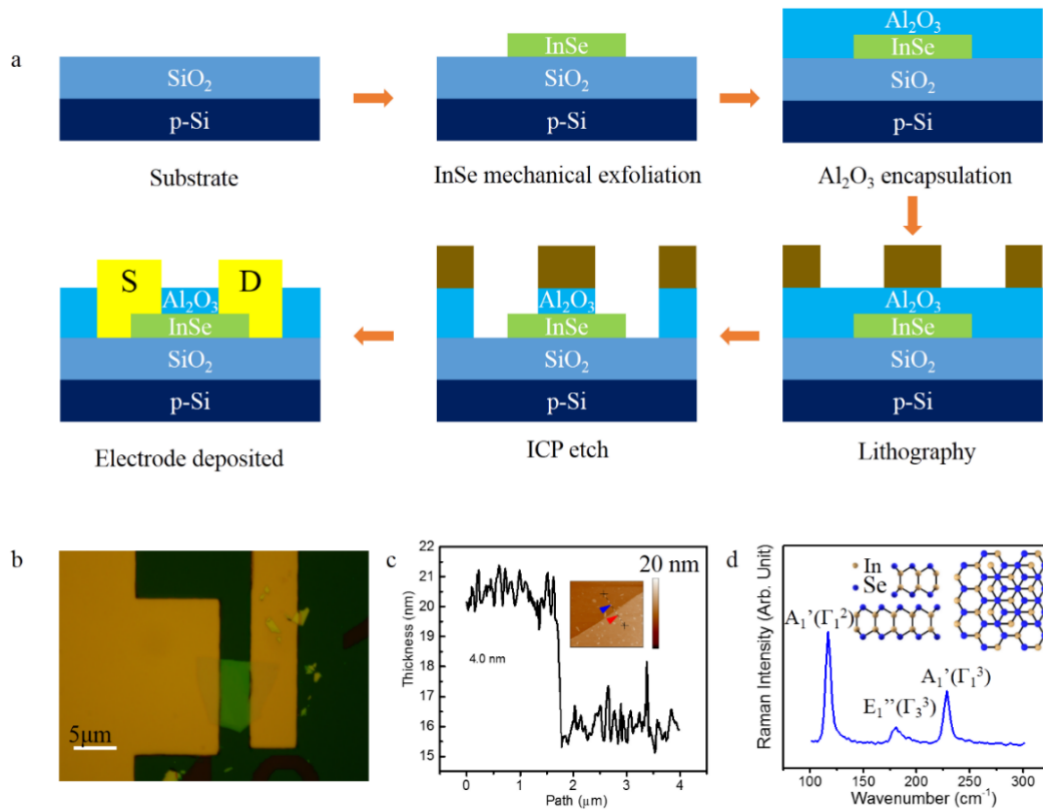 a
SiO₂
p-Si
Substrate
InSe
SiO₂
p-Si
InSe mechanical exfoliation
Al₂O₃
InSe
SiO₂
p-Si
Al₂O₃ encapsulation
S D
Al₂O₃
InSe
SiO₂
p-Si
Electrode deposited
Al₂O₃
InSe
SiO₂
p-Si
ICP etch
Al₂O₃
InSe
SiO₂
p-Si
Lithography
b
5μm
c
Thickness (nm)
22
21
20
19
18
17
16
15
20 nm
4.0 nm
0 1 2 3 4
Path (μm)
d
Raman Intensity (Arb. Unit)
In
Se
A₁'(Γ₁²)
E₁''(Γ₃³)
A₁'(Γ₁³)
100 150 200 250 300
Wavenumber (cm⁻¹)